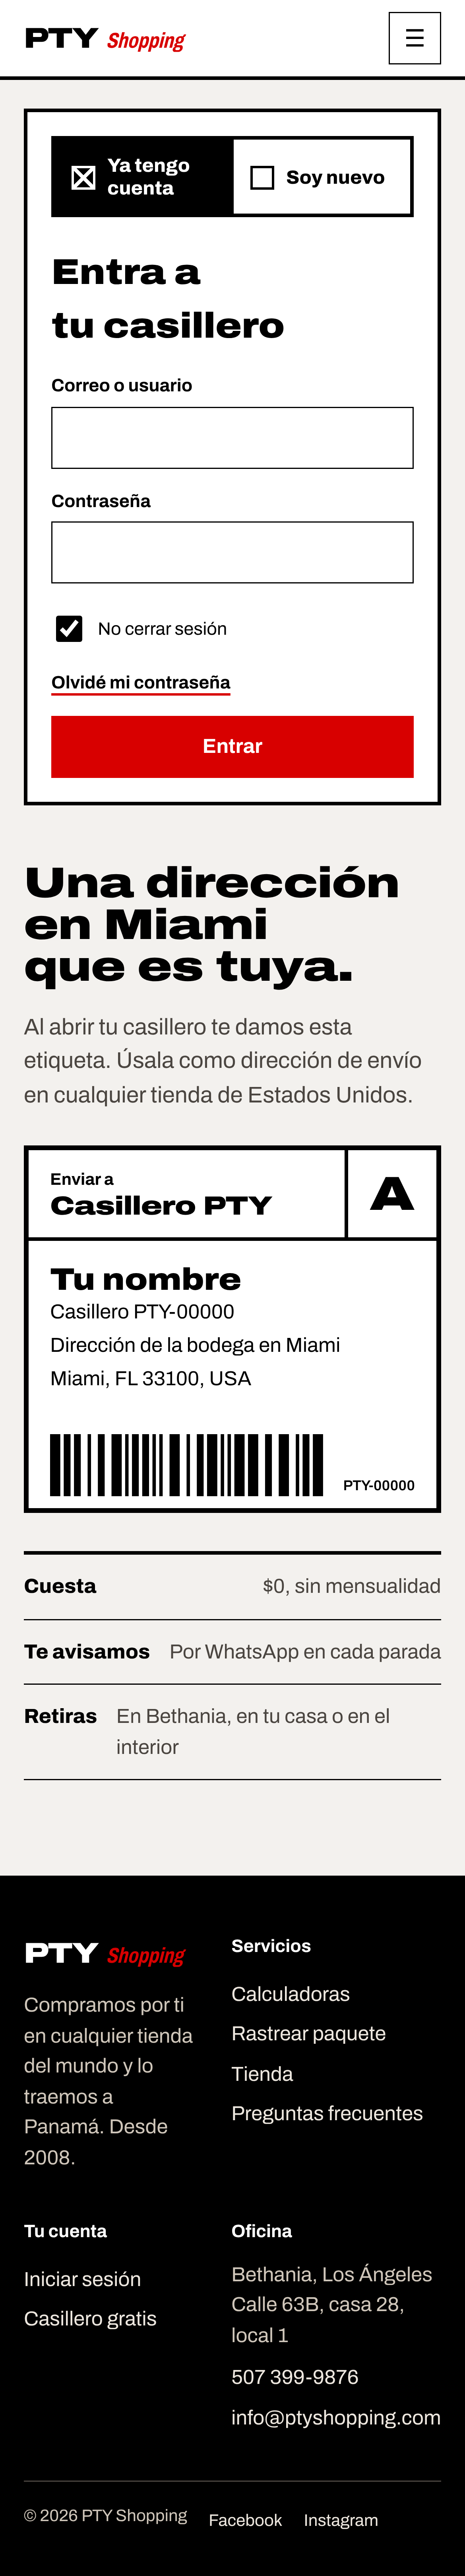 PTY Shopping
☰
Ya tengo
cuenta
Soy nuevo
Entra a
tu casillero
Correo o usuario
Contraseña
No cerrar sesión
Olvidé mi contraseña
Entrar
Una dirección
en Miami
que es tuya.
Al abrir tu casillero te damos esta
etiqueta. Úsala como dirección de envío
en cualquier tienda de Estados Unidos.
Enviar a
Casillero PTY
A
Tu nombre
Casillero PTY-00000
Dirección de la bodega en Miami
Miami, FL 33100, USA
PTY-00000
Cuesta
$0, sin mensualidad
Te avisamos
Por WhatsApp en cada parada
Retiras
En Bethania, en tu casa o en el
interior
PTY Shopping
Compramos por ti
en cualquier tienda
del mundo y lo
traemos a
Panamá. Desde
2008.
Servicios
Calculadoras
Rastrear paquete
Tienda
Preguntas frecuentes
Tu cuenta
Iniciar sesión
Casillero gratis
Oficina
Bethania, Los Ángeles
Calle 63B, casa 28,
local 1
507 399-9876
info@ptyshopping.com
© 2026 PTY Shopping
Facebook
Instagram